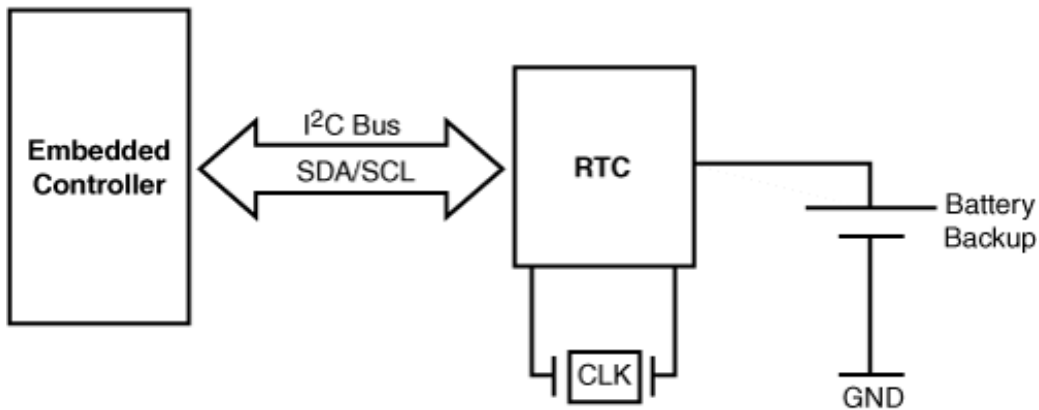 Embedded
Controller
I²C Bus
SDA/SCL
RTC
CLK
Battery
Backup
GND